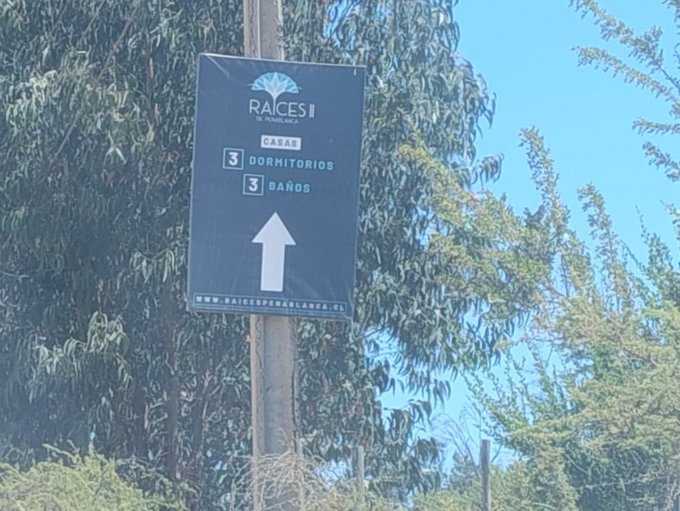 RAICES II
DE PEÑABLANCA
CASAS
3 DORMITORIOS
3 BAÑOS
WWW.RAICESPENABLANCA.CL